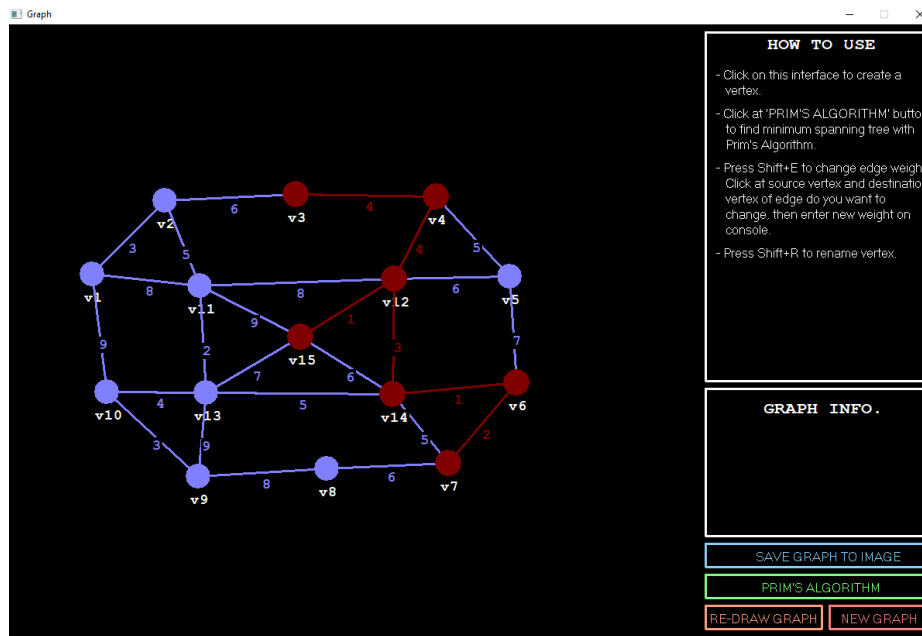 Graph
HOW TO USE
- Click on this interface to create a
vertex.
- Click at 'PRIM'S ALGORITHM' butto
to find minimum spanning tree with
Prim's Algorithm.
- Press Shift+E to change edge weigh
Click at source vertex and destinatio
vertex of edge do you want to
change, then enter new weight on
console.
- Press Shift+R to rename vertex.
GRAPH INFO.
SAVE GRAPH TO IMAGE
PRIM'S ALGORITHM
RE-DRAW GRAPH
NEW GRAPH
6
4
v3
v2
v4
3
5
4
5
8
8
6
v1
v11
v12
v5
9
1
9
2
3
7
v15
7
6
4
5
1
v10
v13
v14
v6
3
9
5
2
8
6
v9
v8
v7